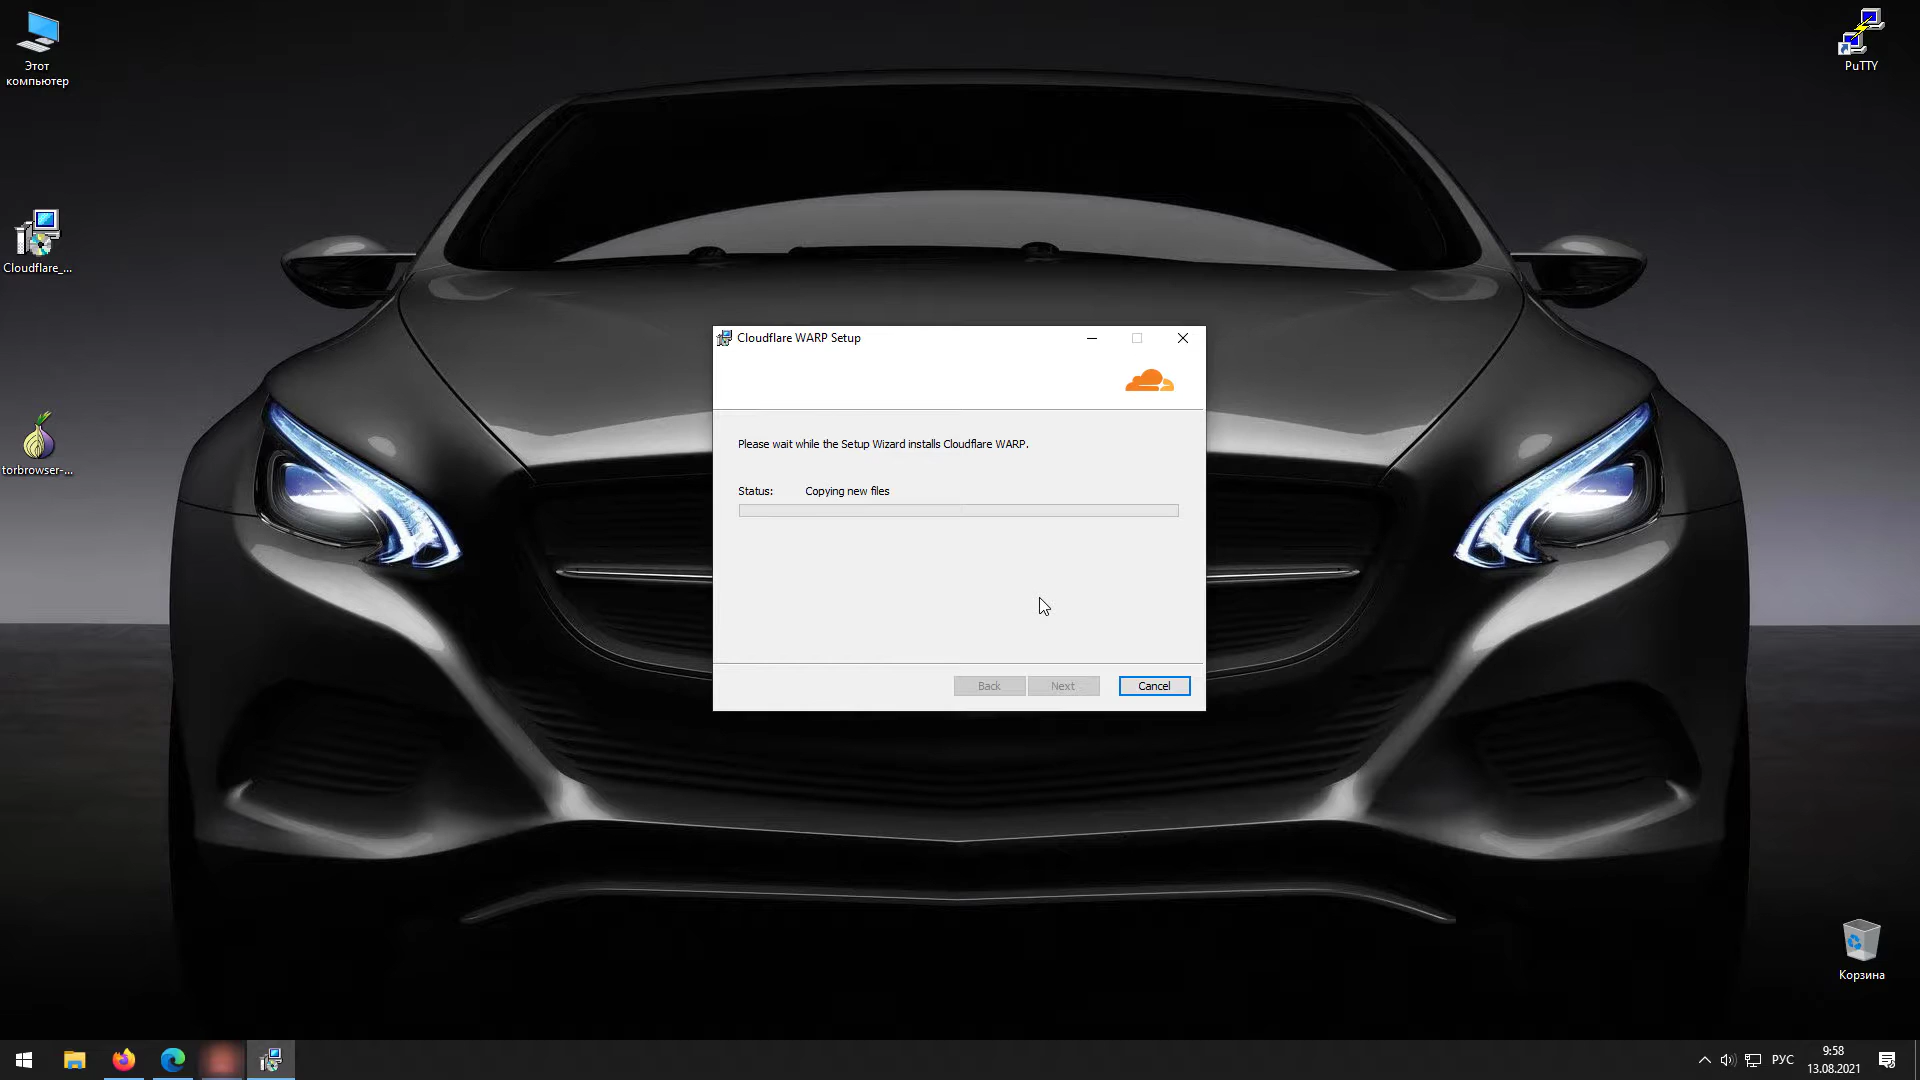 Этот
компьютер
PuTTY
Cloudflare_...
torbrowser-...
Cloudflare WARP Setup
Please wait while the Setup Wizard installs Cloudflare WARP.
Status: Copying new files
Back Next Cancel
Корзина
РУС
9:58
13.08.2021